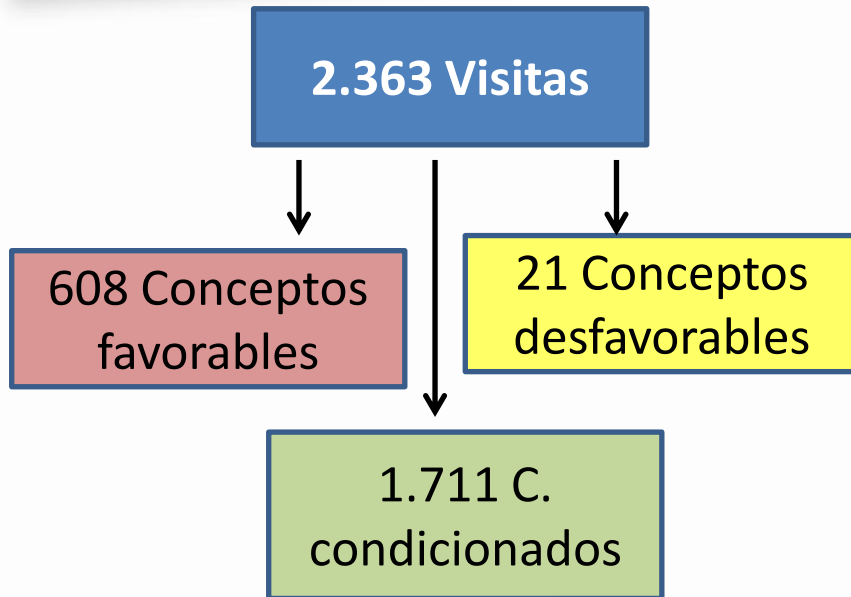 2.363 Visitas
608 Conceptos
favorables
21 Conceptos
desfavorables
1.711 C.
condicionados